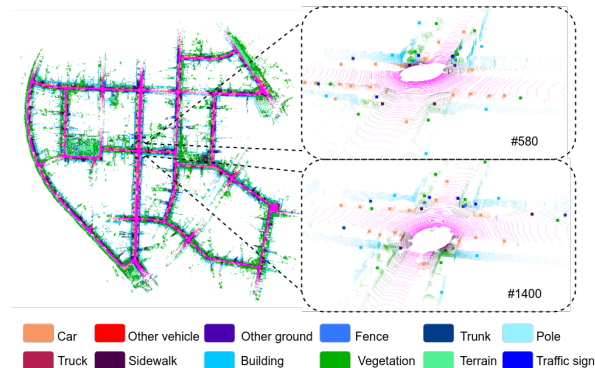 #580
#1400
Car Other vehicle Other ground Fence Trunk Pole
Truck Sidewalk Building Vegetation Terrain Traffic sign